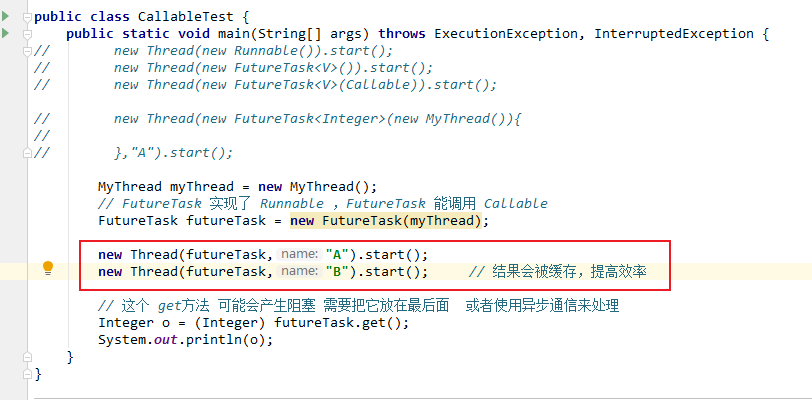 public class CallableTest {
    public static void main(String[] args) throws ExecutionException, InterruptedException {
//        new Thread(new Runnable()).start();
//        new Thread(new FutureTask<V>()).start();
//        new Thread(new FutureTask<V>(Callable)).start();
//        new Thread(new FutureTask<Integer>(new MyThread()){
//
//        },"A").start();
        MyThread myThread = new MyThread();
        // FutureTask 实现了 Runnable ，FutureTask 能调用 Callable
        FutureTask futureTask = new FutureTask(myThread);
        new Thread(futureTask, name: "A").start();
        new Thread(futureTask, name: "B").start();     // 结果会被缓存，提高效率
        // 这个 get方法 可能会产生阻塞 需要把它放在最后面  或者使用异步通信来处理
        Integer o = (Integer) futureTask.get();
        System.out.println(o);
    }
}